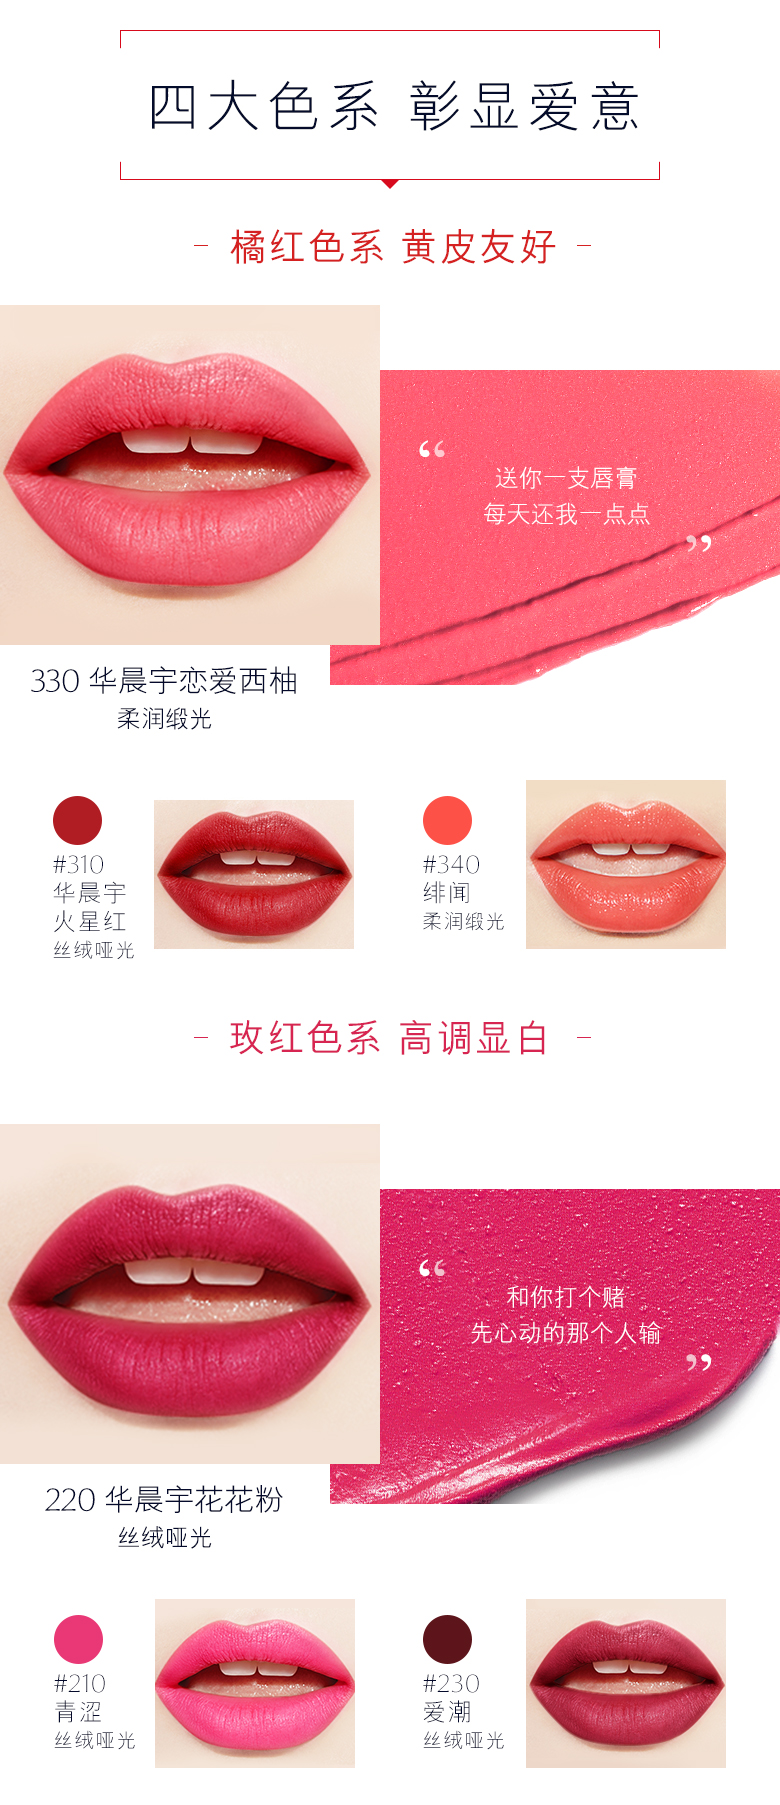 四大色系 彰显爱意
橘红色系 黄皮友好
“
送你一支唇膏
每天还我一点点
”
330 华晨宇恋爱西柚
柔润缎光
#310
华晨宇
火星红
丝绒哑光
#340
绯闻
柔润缎光
玫红色系 高调显白
“
和你打个赌
先心动的那个人输
”
220 华晨宇花花粉
丝绒哑光
#210
青涩
丝绒哑光
#230
爱潮
丝绒哑光